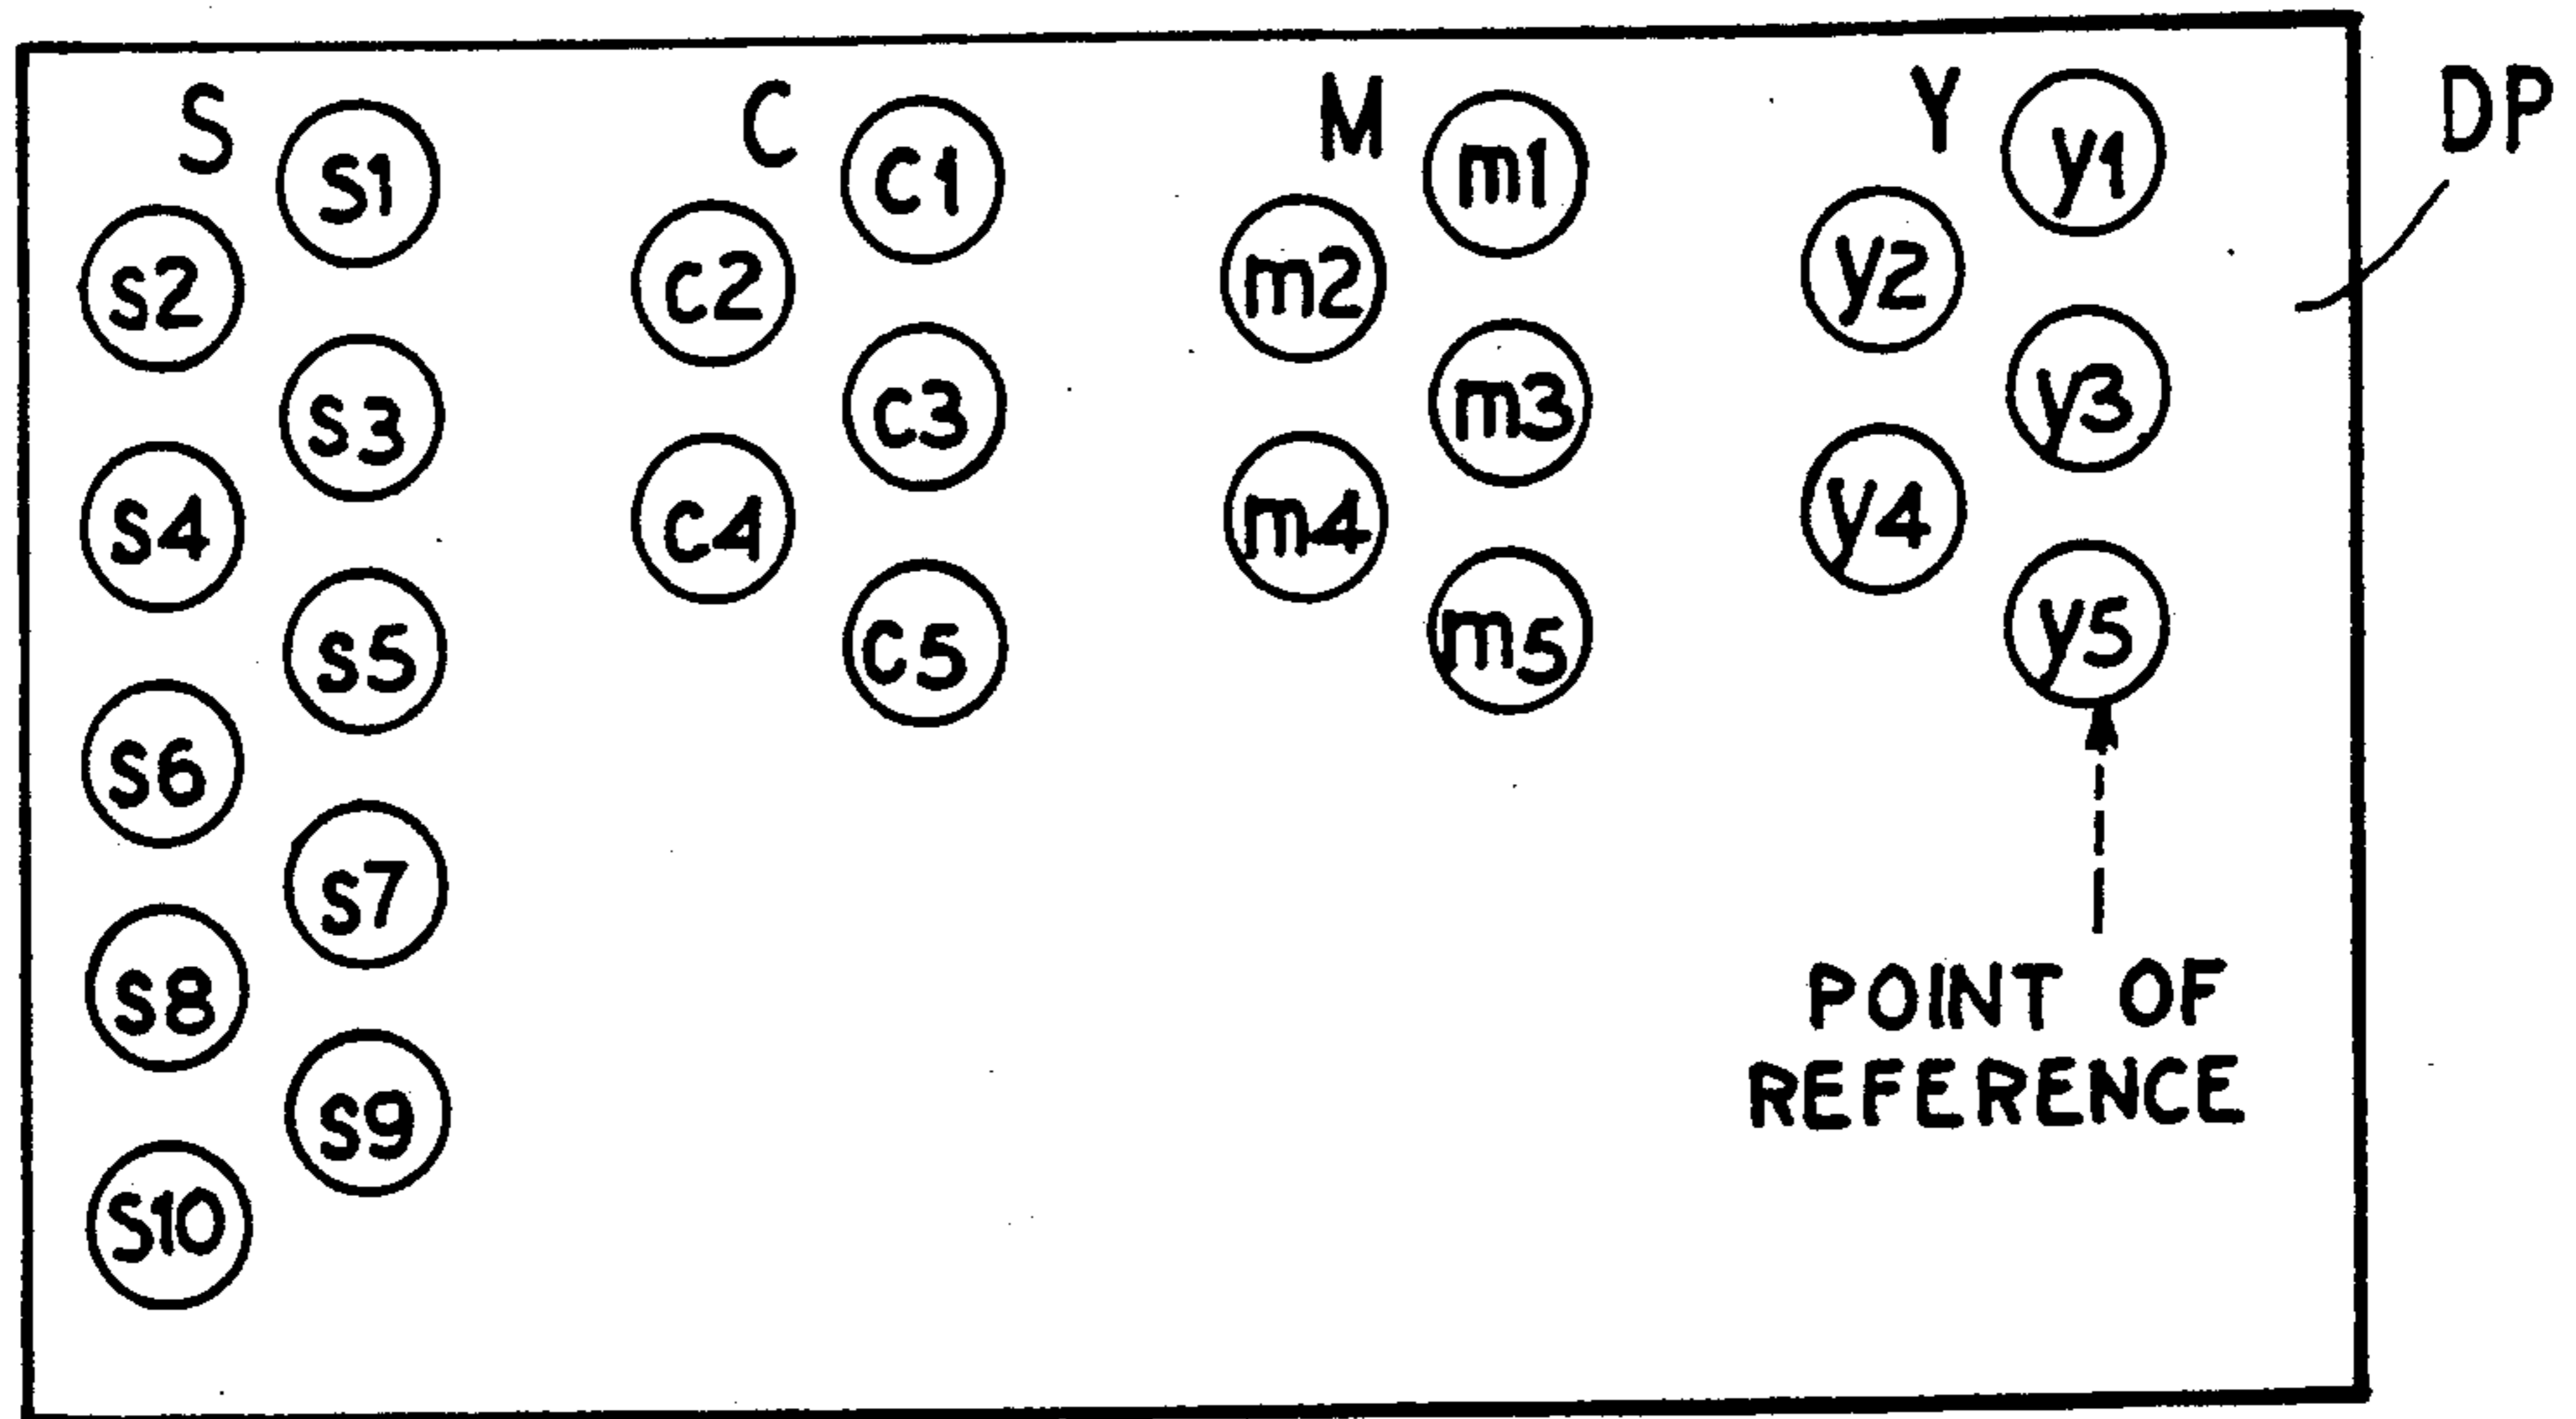 S C M Y DP
s1 c1 m1 y1
s2 c2 m2 y2
s3 c3 m3 y3
s4 c4 m4 y4
s5 c5 m5 y5
s6
s7
s8
s9
s10
POINT OF
REFERENCE